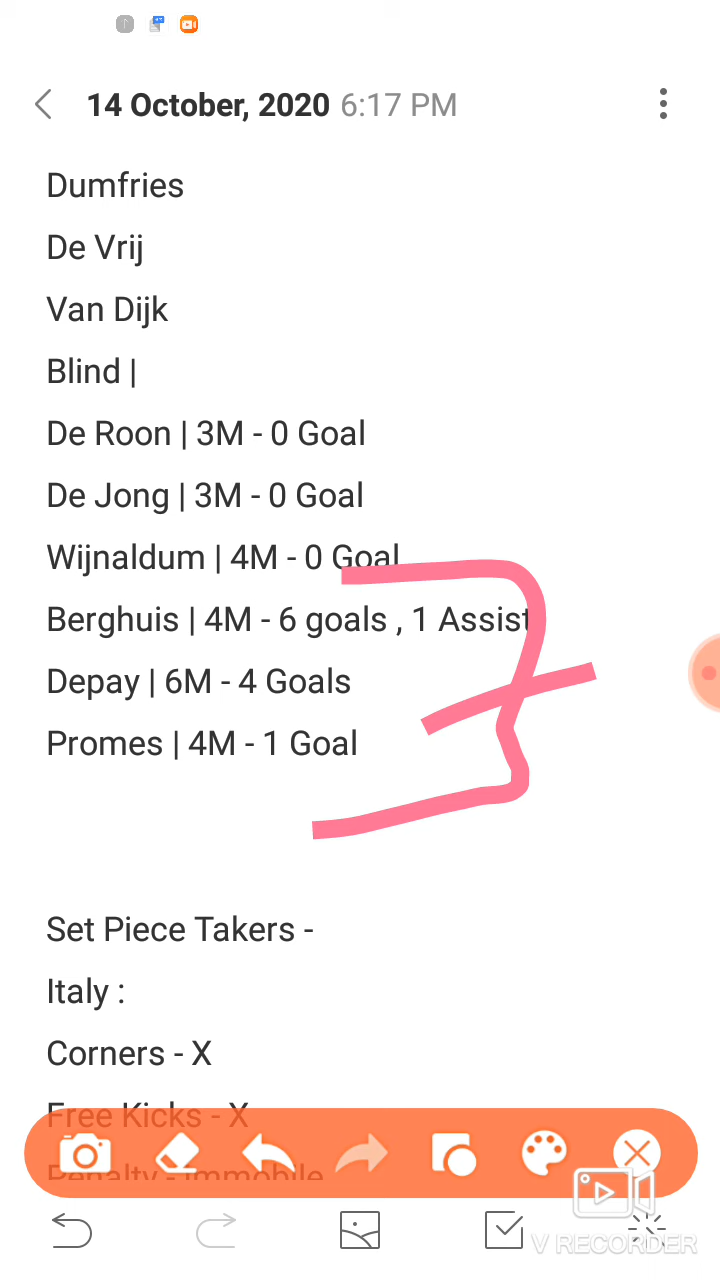 14 October, 2020 6:17 PM
Dumfries
De Vrij
Van Dijk
Blind |
De Roon | 3M - 0 Goal
De Jong | 3M - 0 Goal
Wijnaldum | 4M - 0 Goal
Berghuis | 4M - 6 goals , 1 Assist
Depay | 6M - 4 Goals
Promes | 4M - 1 Goal
Set Piece Takers -
Italy :
Corners - X
Free Kicks - X
Penalty - Immobile
V RECORDER